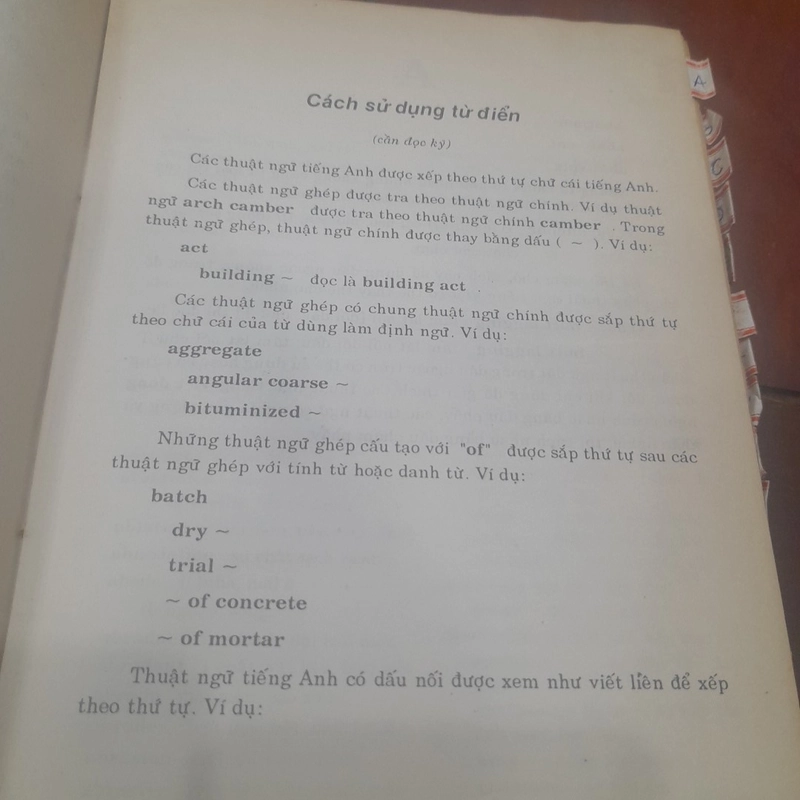 Cách sử dụng từ điển
(cần đọc kỹ)
Các thuật ngữ tiếng Anh được xếp theo thứ tự chữ cái tiếng Anh.
Các thuật ngữ ghép được tra theo thuật ngữ chính. Ví dụ thuật
ngữ arch camber được tra theo thuật ngữ chính camber . Trong
thuật ngữ ghép, thuật ngữ chính được thay bằng dấu ( ~ ). Ví dụ:
act
building ~ đọc là building act .
Các thuật ngữ ghép có chung thuật ngữ chính được sắp thứ tự
theo chữ cái của từ dùng làm định ngữ. Ví dụ:
aggregate
angular coarse ~
bituminized ~
Những thuật ngữ ghép cấu tạo với "of" được sắp thứ tự sau các
thuật ngữ ghép với tính từ hoặc danh từ. Ví dụ:
batch
dry ~
trial ~
~ of concrete
~ of mortar
Thuật ngữ tiếng Anh có dấu nối được xem như viết liền để xếp
theo thứ tự. Ví dụ:
A
C